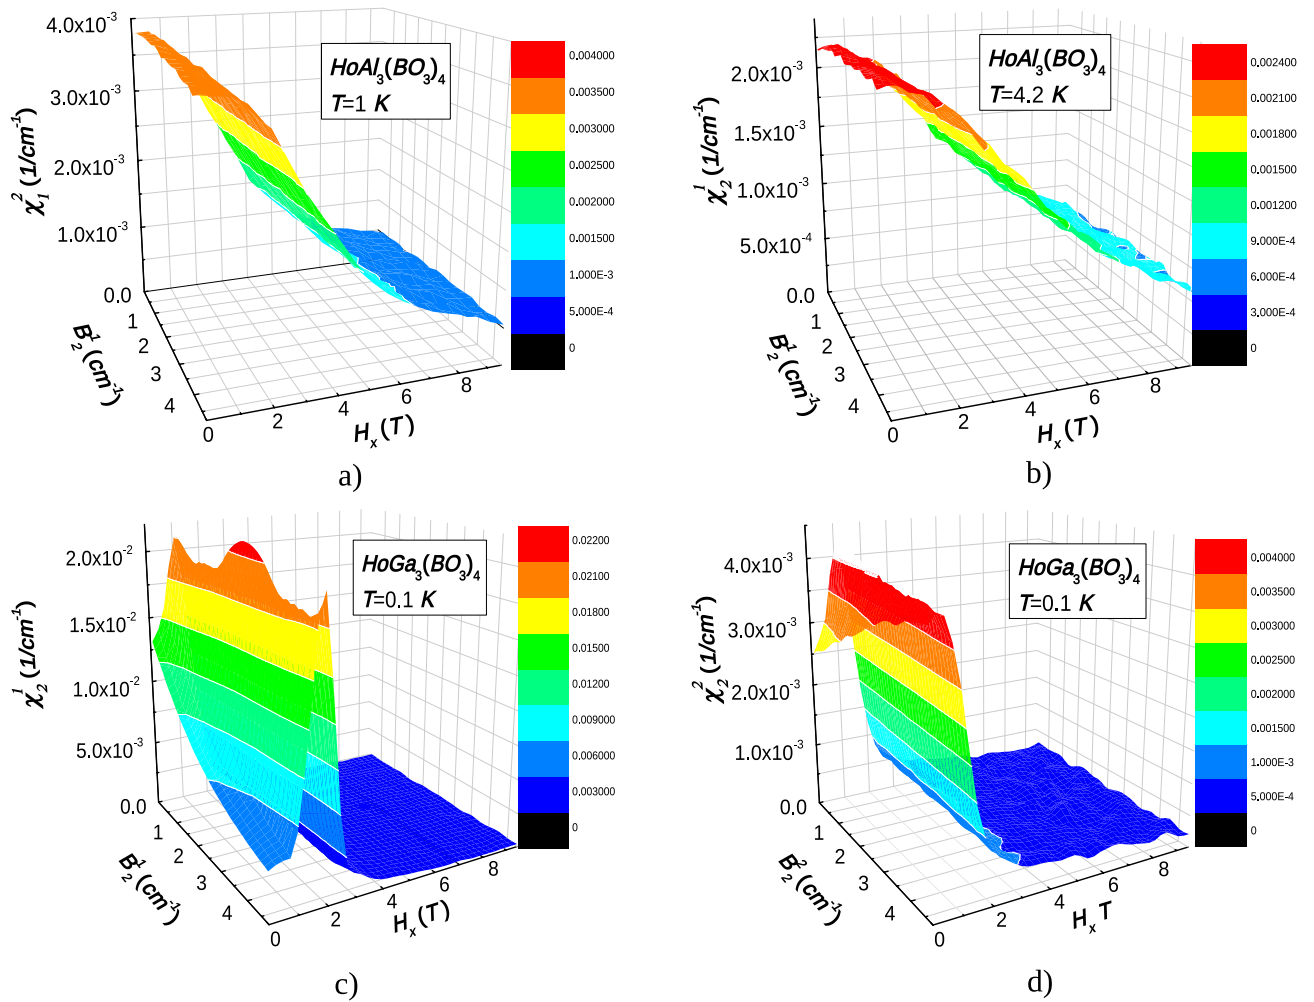 4.0x10⁻³
3.0x10⁻³
2.0x10⁻³
1.0x10⁻³
0.0
χ₁² (1/cm⁻¹)
HoAl₃(BO₃)₄
T=1 K
0.004000
0.003500
0.003000
0.002500
0.002000
0.001500
1.000E-3
5.000E-4
0
1
2
3
4
B₂¹ (cm⁻¹)
0
2
4
6
8
Hₓ (T)
a)
2.0x10⁻³
1.5x10⁻³
1.0x10⁻³
5.0x10⁻⁴
0.0
χ₂¹ (1/cm⁻¹)
HoAl₃(BO₃)₄
T=4.2 K
0.002400
0.002100
0.001800
0.001500
0.001200
9.000E-4
6.000E-4
3.000E-4
0
1
2
3
4
B₂¹ (cm⁻¹)
0
2
4
6
8
Hₓ (T)
b)
2.0x10⁻²
1.5x10⁻²
1.0x10⁻²
5.0x10⁻³
0.0
χ₂¹ (1/cm⁻¹)
HoGa₃(BO₃)₄
T=0.1 K
0.02200
0.02100
0.01800
0.01500
0.01200
0.009000
0.006000
0.003000
0
1
2
3
4
B₂¹ (cm⁻¹)
0
2
4
6
8
Hₓ (T)
c)
4.0x10⁻³
3.0x10⁻³
2.0x10⁻³
1.0x10⁻³
0.0
χ₂² (1/cm⁻¹)
HoGa₃(BO₃)₄
T=0.1 K
0.004000
0.003500
0.003000
0.002500
0.002000
0.001500
1.000E-3
5.000E-4
0
1
2
3
4
B₂² (cm⁻¹)
0
2
4
6
8
Hₓ T
d)